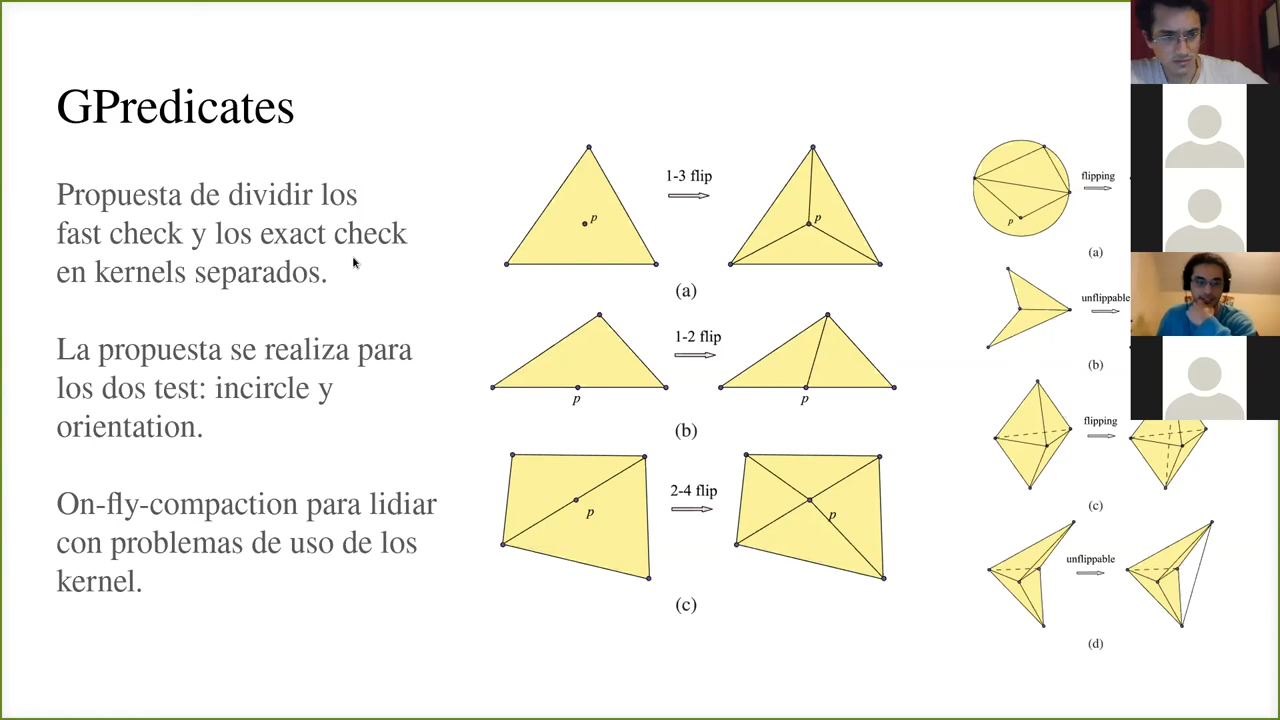 GPredicates
Propuesta de dividir los
fast check y los exact check
en kernels separados.
La propuesta se realiza para
los dos test: incircle y
orientation.
On-fly-compaction para lidiar
con problemas de uso de los
kernel.
1-3 flip
p
p
(a)
1-2 flip
p
p
(b)
2-4 flip
p
p
(c)
flipping
p
(a)
unflippable
(b)
flipping
(c)
unflippable
(d)